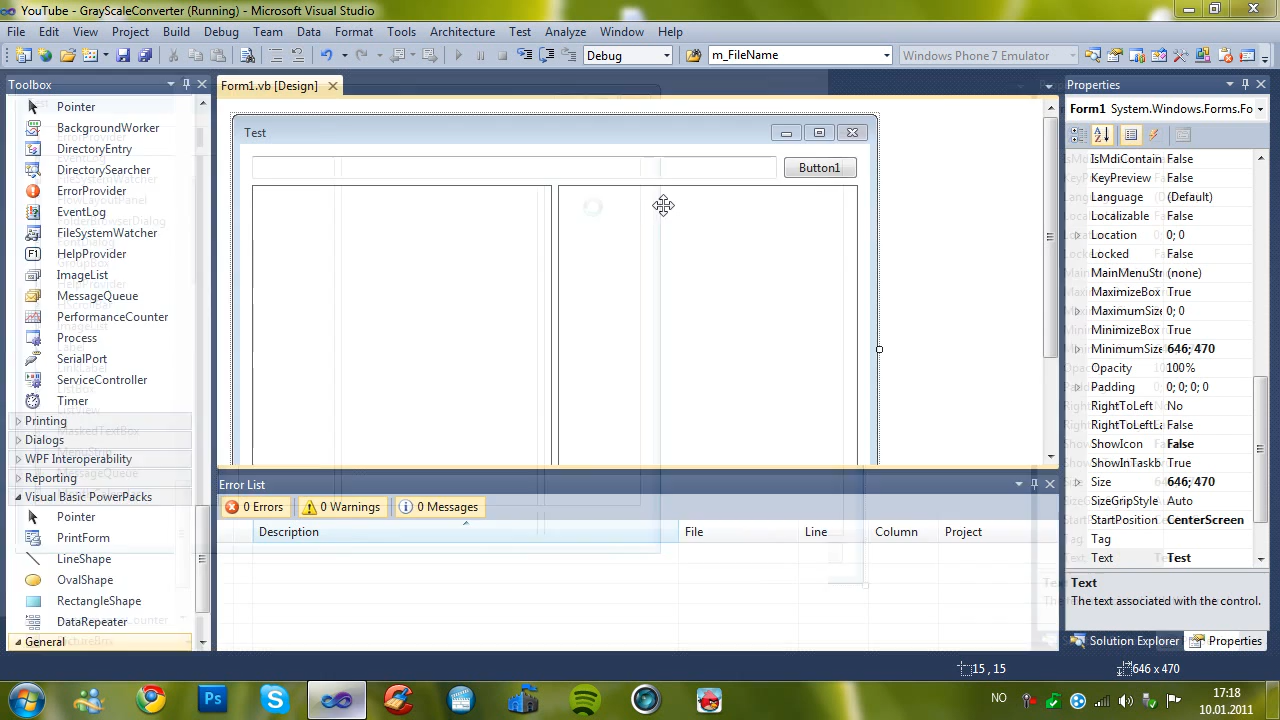 YouTube - GrayScaleConverter (Running) - Microsoft Visual Studio
File Edit View Project Build Debug Team Data Format Tools Architecture Test Analyze Window Help
Debug m_FileName Windows Phone 7 Emulator
Toolbox
Form1.vb [Design]
Properties
Pointer
BackgroundWorker
DirectoryEntry
DirectorySearcher
ErrorProvider
EventLog
FileSystemWatcher
HelpProvider
ImageList
MessageQueue
PerformanceCounter
Process
SerialPort
ServiceController
Timer
Printing
Dialogs
WPF Interoperability
Reporting
Visual Basic PowerPacks
Pointer
PrintForm
LineShape
OvalShape
RectangleShape
DataRepeater
General
Test
Button1
Error List
0 Errors 0 Warnings 0 Messages
Description File Line Column Project
Form1 System.Windows.Forms.Fo
IsMdiContain False
KeyPreview False
Language (Default)
Localizable False
Location 0; 0
Locked False
MainMenuStr (none)
MaximizeBox True
MaximumSize 0; 0
MinimizeBox True
MinimumSize 646; 470
Opacity 100%
Padding 0; 0; 0; 0
RightToLeft No
RightToLeftLa False
ShowIcon False
ShowInTaskb True
Size 646; 470
SizeGripStyle Auto
StartPosition CenterScreen
Tag
Text Test
Text
The text associated with the control.
Solution Explorer Properties
15 , 15 646 x 470
Ps
NO
17:18
10.01.2011